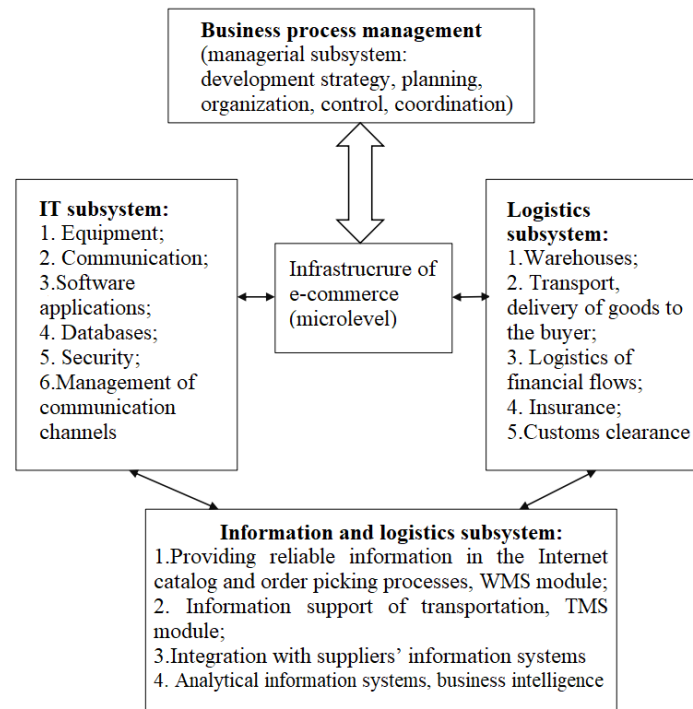 Business process management
(managerial subsystem:
development strategy, planning,
organization, control, coordination)
IT subsystem:
1. Equipment;
2. Communication;
3.Software
applications;
4. Databases;
5. Security;
6.Management of
communication
channels
Infrastrucrure of
e-commerce
(microlevel)
Logistics
subsystem:
1.Warehouses;
2. Transport,
delivery of goods to
the buyer;
3. Logistics of
financial flows;
4. Insurance;
5.Customs clearance
Information and logistics subsystem:
1.Providing reliable information in the Internet
catalog and order picking processes, WMS module;
2. Information support of transportation, TMS
module;
3.Integration with suppliers’ information systems
4. Analytical information systems, business intelligence